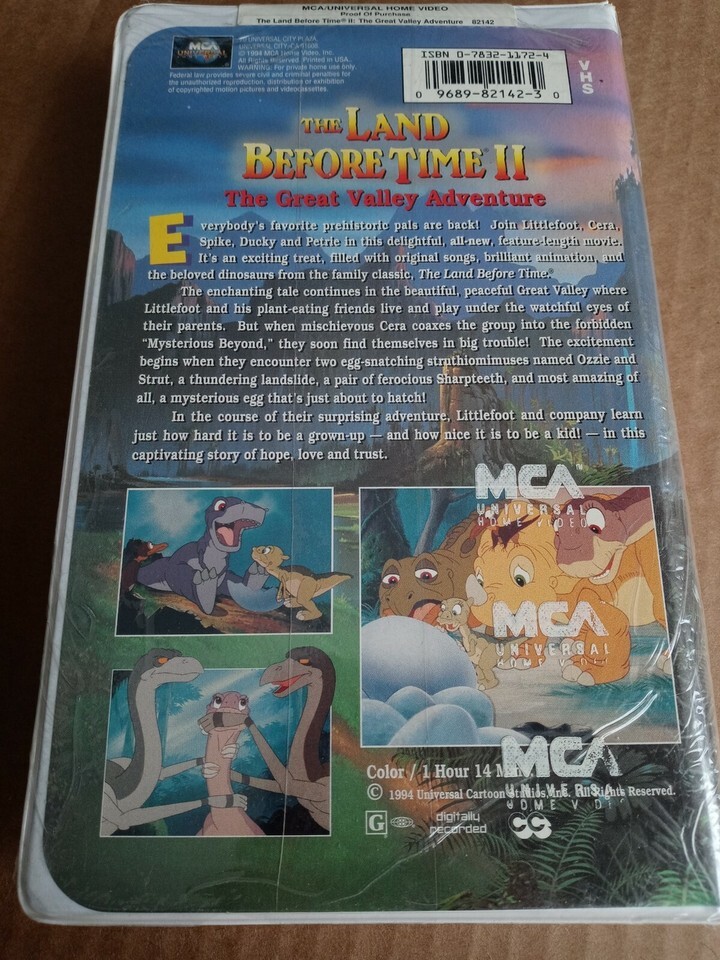 MCA/UNIVERSAL HOME VIDEO
Proof Of Purchase
The Land Before Time® II: The Great Valley Adventure 82142
MCA
UNIVERSAL
70 UNIVERSAL CITY PLAZA,
UNIVERSAL CITY, CA 91608.
© 1994 MCA Home Video, Inc.
All Rights Reserved. Printed in USA.
WARNING: For private home use only.
Federal law provides severe civil and criminal penalties for
the unauthorized reproduction, distribution or exhibition
of copyrighted motion pictures and videocassettes.
ISBN 0-7832-1172-4
0 9689-82142-3 0
VHS
THE LAND
BEFORE TIME® II
The Great Valley Adventure
Everybody's favorite prehistoric pals are back! Join Littlefoot, Cera,
Spike, Ducky and Petrie in this delightful, all-new, feature-length movie.
It's an exciting treat, filled with original songs, brilliant animation, and
the beloved dinosaurs from the family classic, The Land Before Time.®
The enchanting tale continues in the beautiful, peaceful Great Valley where
Littlefoot and his plant-eating friends live and play under the watchful eyes of
their parents. But when mischievous Cera coaxes the group into the forbidden
"Mysterious Beyond," they soon find themselves in big trouble! The excitement
begins when they encounter two egg-snatching struthiomimuses named Ozzie and
Strut, a thundering landslide, a pair of ferocious Sharpteeth, and most amazing of
all, a mysterious egg that's just about to hatch!
In the course of their surprising adventure, Littlefoot and company learn
just how hard it is to be a grown-up — and how nice it is to be a kid! — in this
captivating story of hope, love and trust.
MCA™
UNIVERSAL
HOME VIDEO
MCA
UNIVERSAL
HOME VIDEO
MCA
UNIVERSAL
HOME VIDEO
Color / 1 Hour 14
© 1994 Universal Cartoon Studios, Inc. All Rights Reserved.
G
digitally
recorded
CC